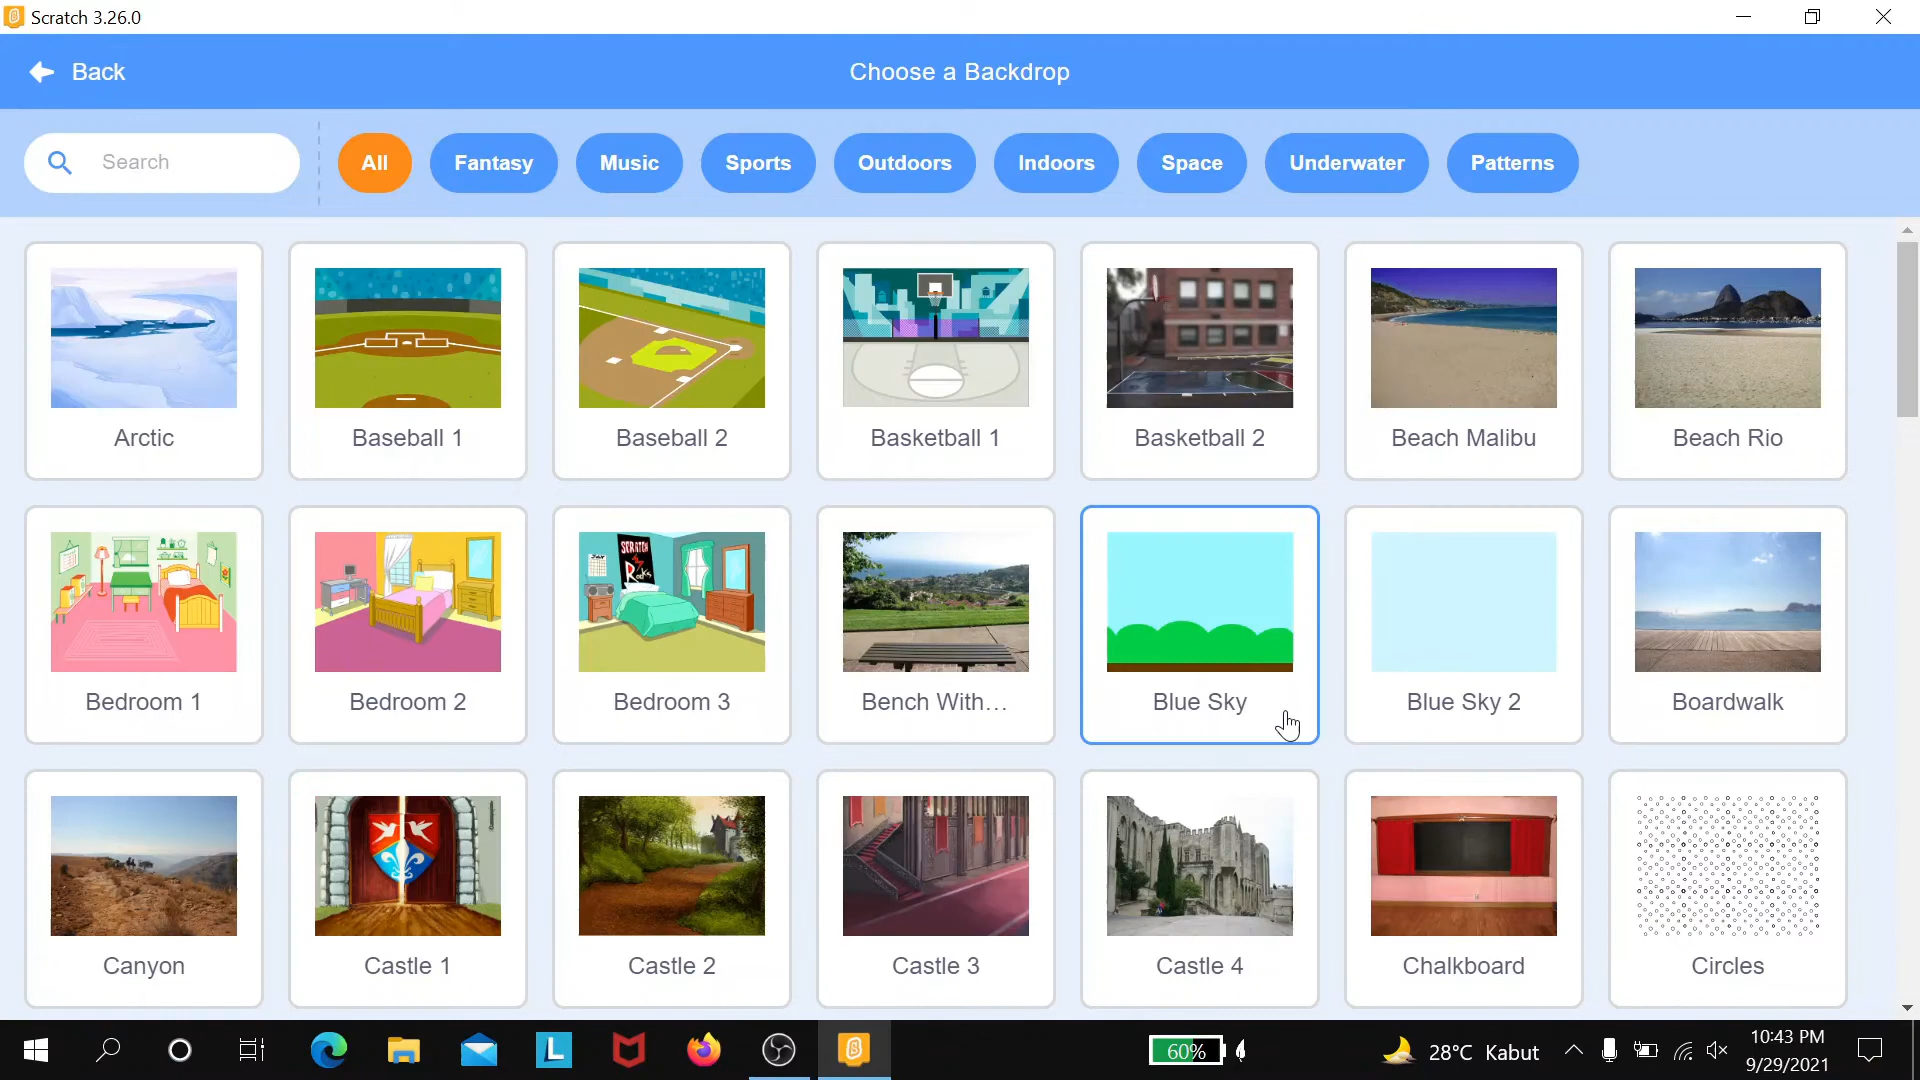 Scratch 3.26.0
Back
Choose a Backdrop
Search
All
Fantasy
Music
Sports
Outdoors
Indoors
Space
Underwater
Patterns
Arctic
Baseball 1
Baseball 2
Basketball 1
Basketball 2
Beach Malibu
Beach Rio
SCRATCH
Rocks
Bedroom 1
Bedroom 2
Bedroom 3
Bench With...
Blue Sky
Blue Sky 2
Boardwalk
Canyon
Castle 1
Castle 2
Castle 3
Castle 4
Chalkboard
Circles
L
60%
28°C Kabut
10:43 PM
9/29/2021